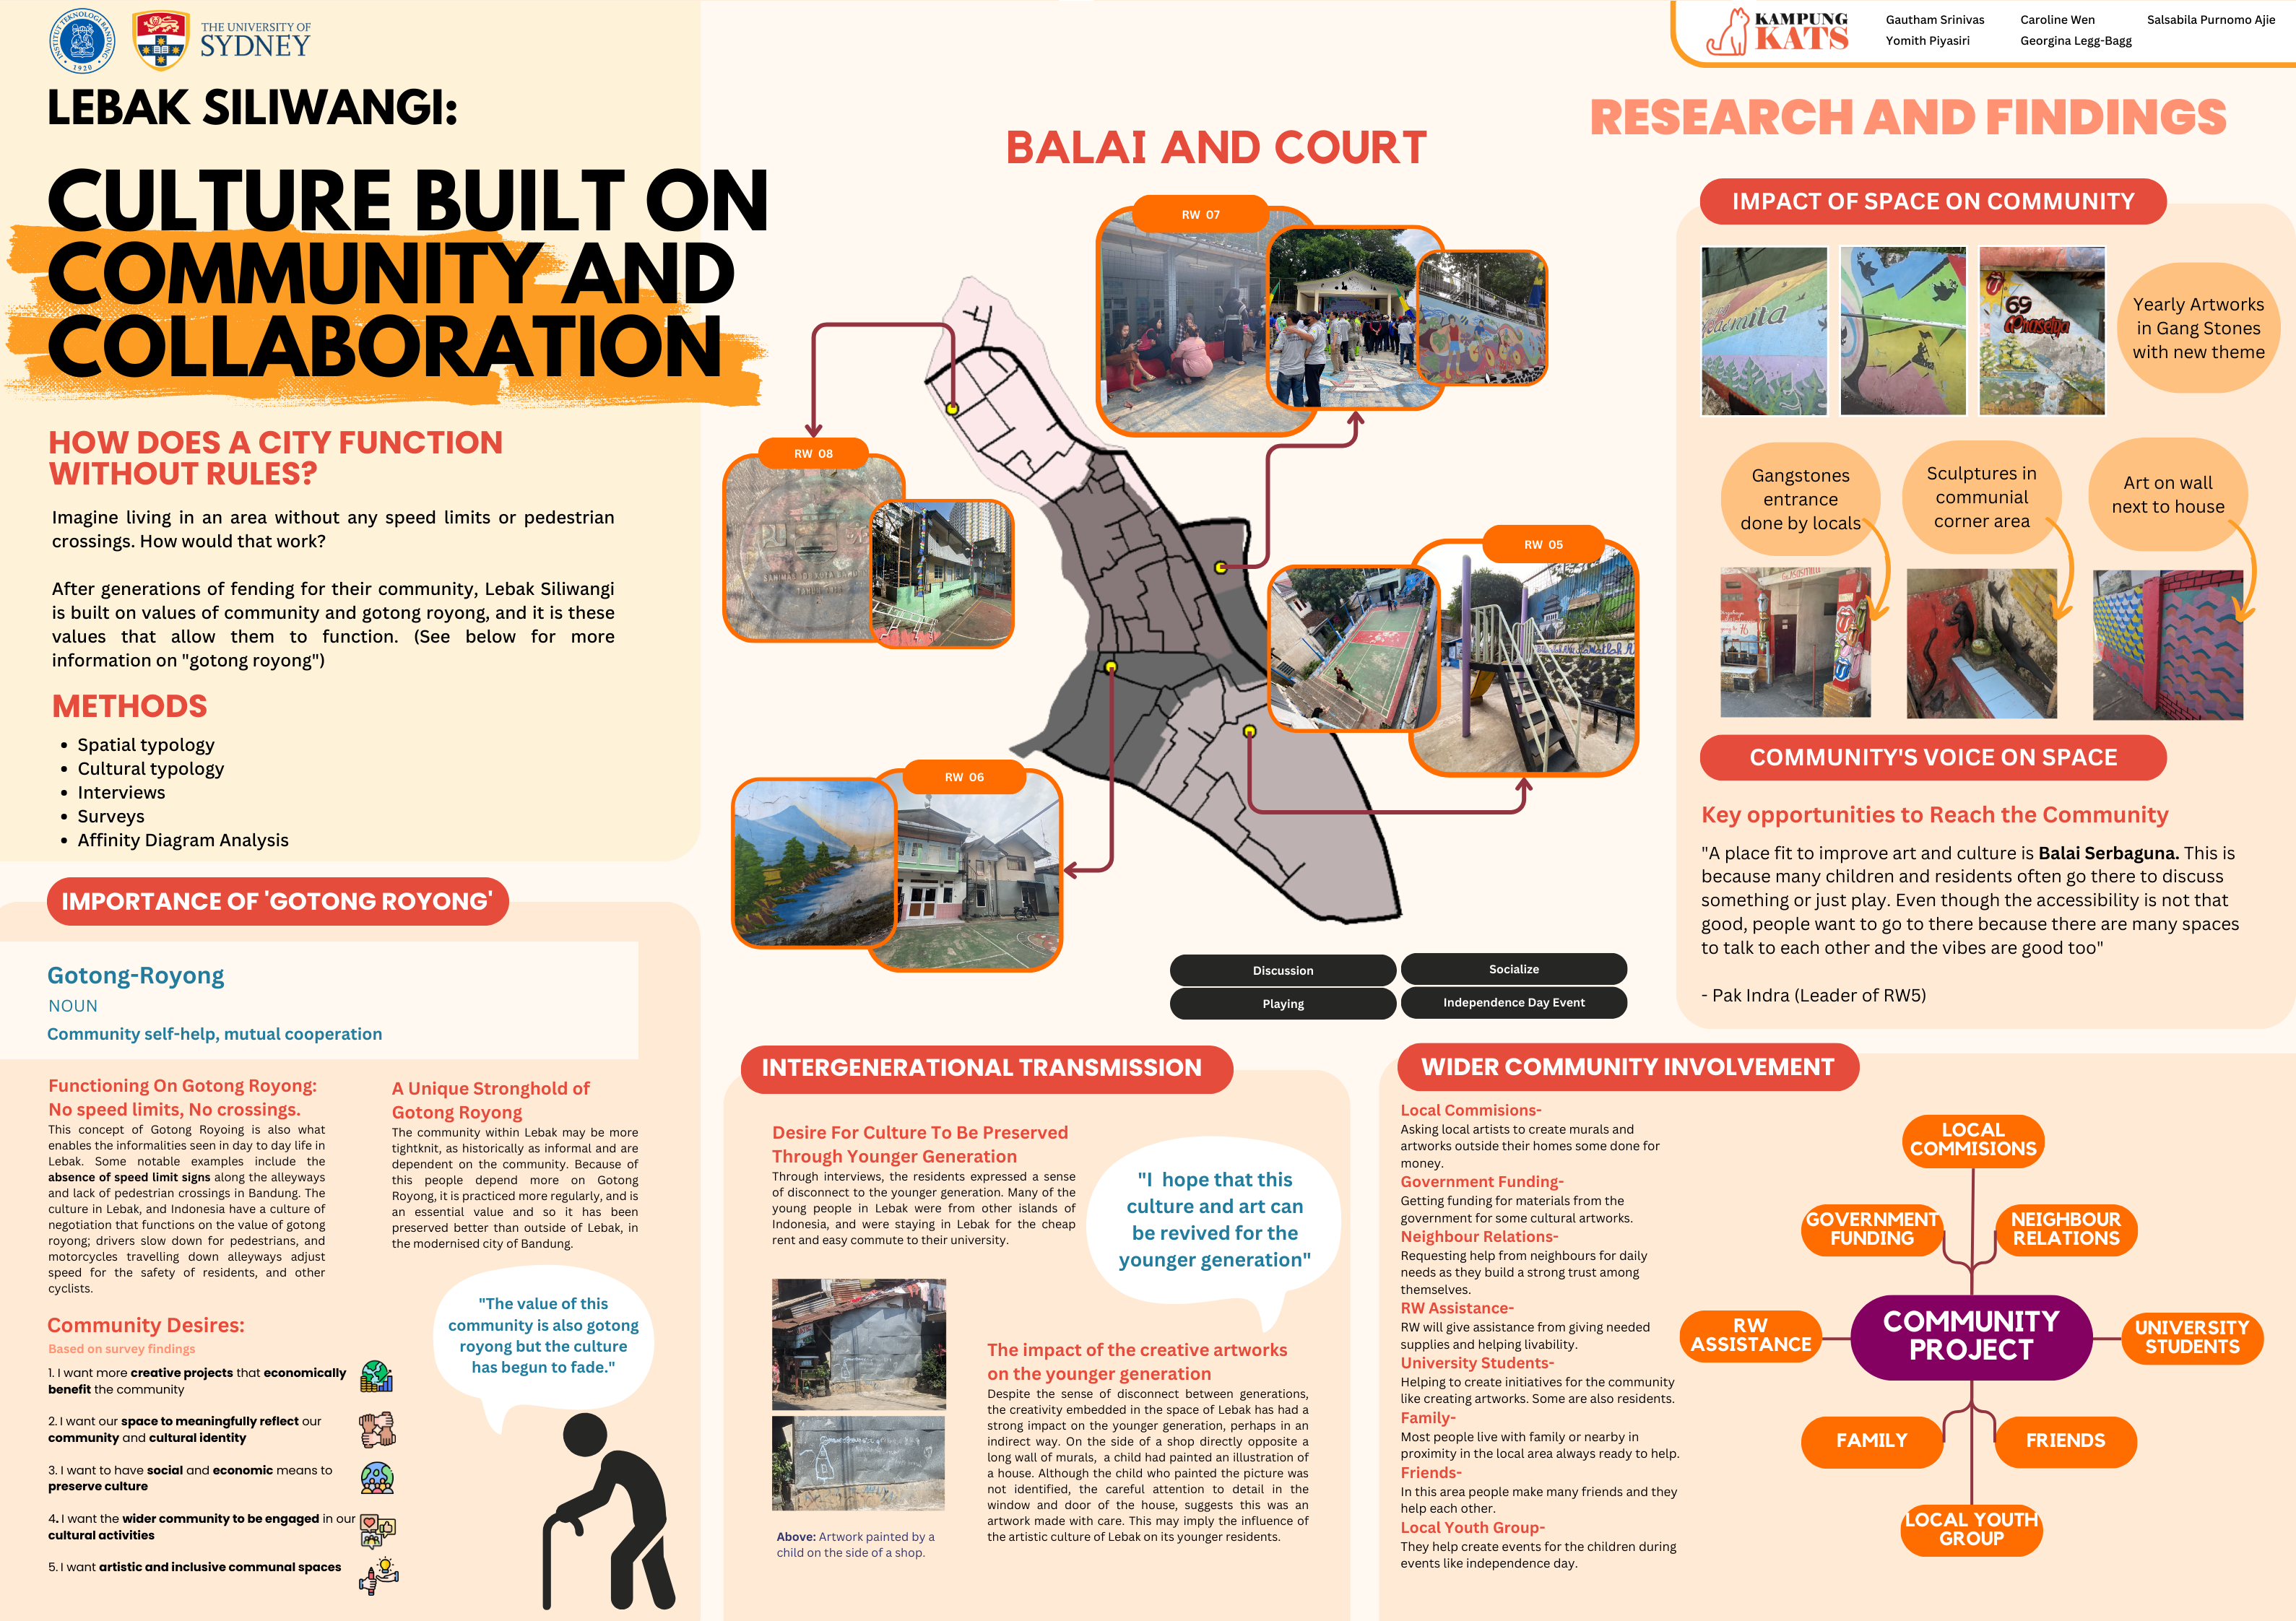 THE UNIVERSITY OF
SYDNEY
INSTITUT TEKNOLOGI BANDUNG
1920
KAMPUNG
KATS
Gautham Srinivas
Caroline Wen
Salsabila Purnomo Ajie
Yomith Piyasiri
Georgina Legg-Bagg
LEBAK SILIWANGI:
CULTURE BUILT ON
COMMUNITY AND
COLLABORATION
HOW DOES A CITY FUNCTION
WITHOUT RULES?
Imagine living in an area without any speed limits or pedestrian
crossings. How would that work?
After generations of fending for their community, Lebak Siliwangi
is built on values of community and gotong royong, and it is these
values that allow them to function. (See below for more
information on "gotong royong")
METHODS
• Spatial typology
• Cultural typology
• Interviews
• Surveys
• Affinity Diagram Analysis
IMPORTANCE OF 'GOTONG ROYONG'
Gotong-Royong
NOUN
Community self-help, mutual cooperation
Functioning On Gotong Royong:
No speed limits, No crossings.
This concept of Gotong Royoing is also what
enables the informalities seen in day to day life in
Lebak. Some notable examples include the
absence of speed limit signs along the alleyways
and lack of pedestrian crossings in Bandung. The
culture in Lebak, and Indonesia have a culture of
negotiation that functions on the value of gotong
royong; drivers slow down for pedestrians, and
motorcycles travelling down alleyways adjust
speed for the safety of residents, and other
cyclists.
A Unique Stronghold of
Gotong Royong
The community within Lebak may be more
tightknit, as historically as informal and are
dependent on the community. Because of
this people depend more on Gotong
Royong, it is practiced more regularly, and is
an essential value and so it has been
preserved better than outside of Lebak, in
the modernised city of Bandung.
Community Desires:
Based on survey findings
1. I want more creative projects that economically
benefit the community
2. I want our space to meaningfully reflect our
community and cultural identity
3. I want to have social and economic means to
preserve culture
4. I want the wider community to be engaged in our
cultural activities
5. I want artistic and inclusive communal spaces
"The value of this
community is also gotong
royong but the culture
has begun to fade."
BALAI AND COURT
RW 07
RW 08
RW 05
RW 06
Discussion
Socialize
Playing
Independence Day Event
INTERGENERATIONAL TRANSMISSION
Desire For Culture To Be Preserved
Through Younger Generation
Through interviews, the residents expressed a sense
of disconnect to the younger generation. Many of the
young people in Lebak were from other islands of
Indonesia, and were staying in Lebak for the cheap
rent and easy commute to their university.
"I hope that this
culture and art can
be revived for the
younger generation"
Above: Artwork painted by a
child on the side of a shop.
The impact of the creative artworks
on the younger generation
Despite the sense of disconnect between generations,
the creativity embedded in the space of Lebak has had a
strong impact on the younger generation, perhaps in an
indirect way. On the side of a shop directly opposite a
long wall of murals, a child had painted an illustration of
a house. Although the child who painted the picture was
not identified, the careful attention to detail in the
window and door of the house, suggests this was an
artwork made with care. This may imply the influence of
the artistic culture of Lebak on its younger residents.
RESEARCH AND FINDINGS
IMPACT OF SPACE ON COMMUNITY
69
Yearly Artworks
in Gang Stones
with new theme
Gangstones
entrance
done by locals
Sculptures in
communial
corner area
Art on wall
next to house
COMMUNITY'S VOICE ON SPACE
Key opportunities to Reach the Community
"A place fit to improve art and culture is Balai Serbaguna. This is
because many children and residents often go there to discuss
something or just play. Even though the accessibility is not that
good, people want to go to there because there are many spaces
to talk to each other and the vibes are good too"
- Pak Indra (Leader of RW5)
WIDER COMMUNITY INVOLVEMENT
Local Commisions-
Asking local artists to create murals and
artworks outside their homes some done for
money.
Government Funding-
Getting funding for materials from the
government for some cultural artworks.
Neighbour Relations-
Requesting help from neighbours for daily
needs as they build a strong trust among
themselves.
RW Assistance-
RW will give assistance from giving needed
supplies and helping livability.
University Students-
Helping to create initiatives for the community
like creating artworks. Some are also residents.
Family-
Most people live with family or nearby in
proximity in the local area always ready to help.
Friends-
In this area people make many friends and they
help each other.
Local Youth Group-
They help create events for the children during
events like independence day.
LOCAL
COMMISIONS
GOVERNMENT
FUNDING
NEIGHBOUR
RELATIONS
RW
ASSISTANCE
COMMUNITY
PROJECT
UNIVERSITY
STUDENTS
FAMILY
FRIENDS
LOCAL YOUTH
GROUP